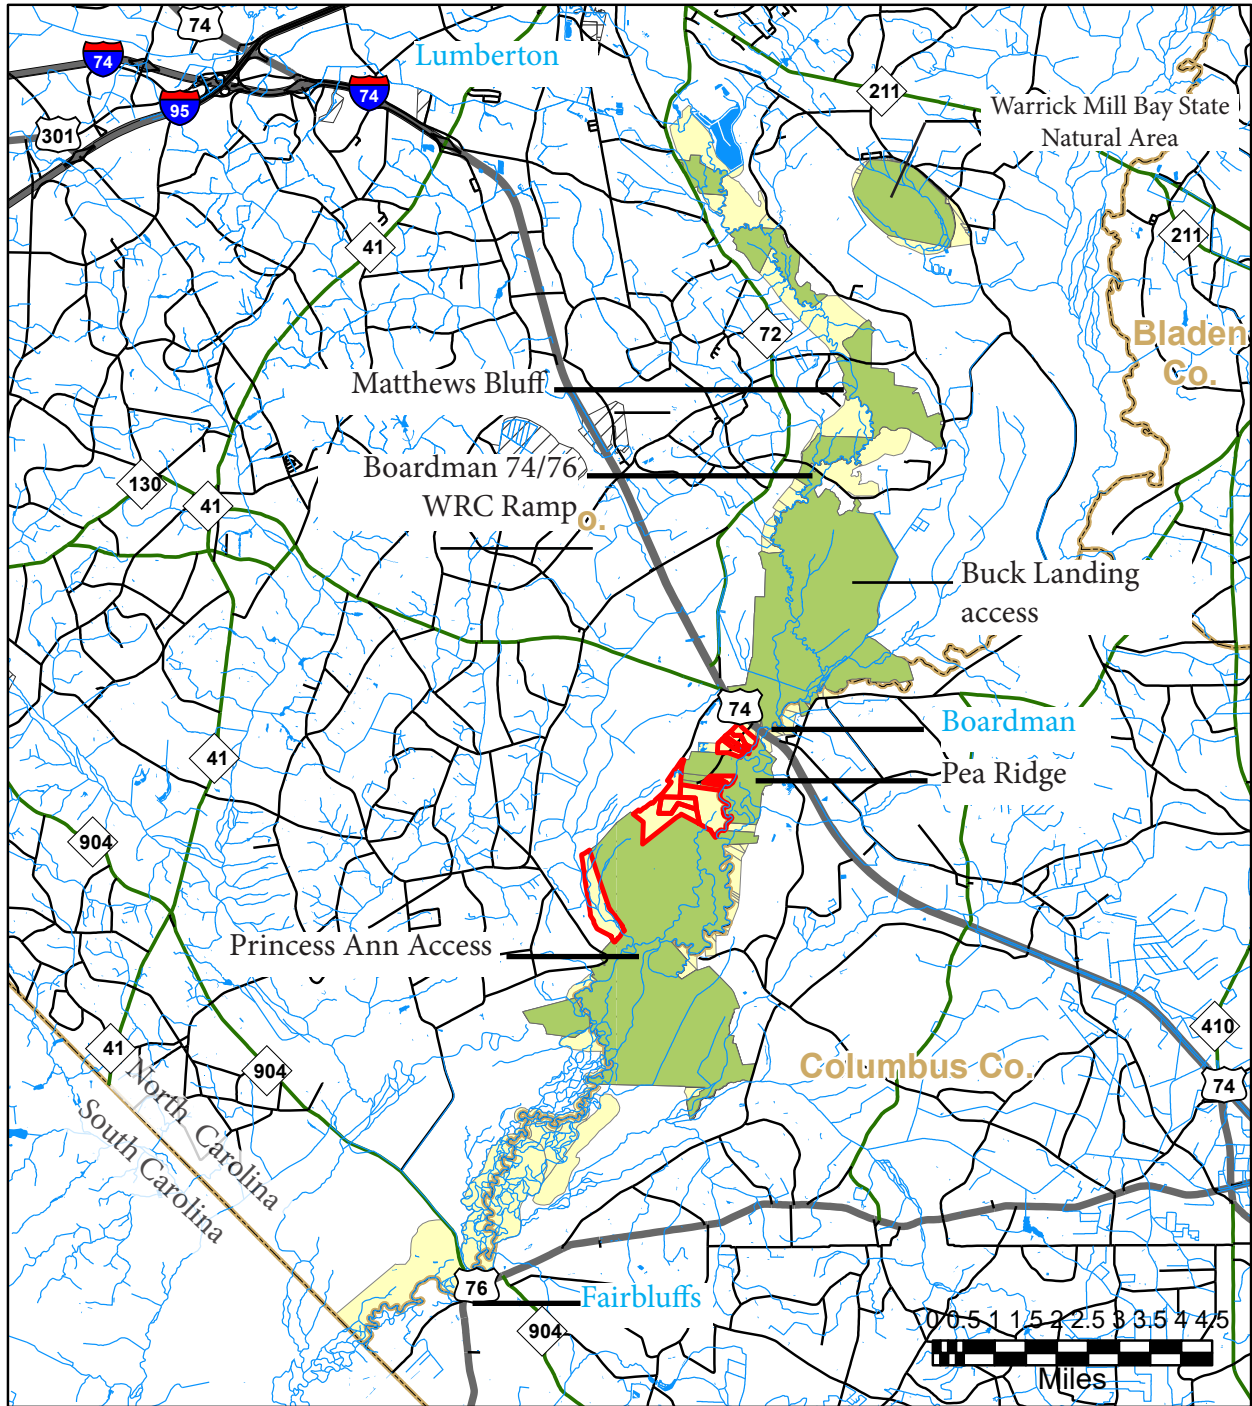 74
Lumberton
74
74
95
301
211
Warrick Mill Bay State
Natural Area
41
211
72
Bladen
Co.
Matthews Bluff
Boardman 74/76
WRC Ramp
o.
130
41
Buck Landing
access
74
Boardman
Pea Ridge
41
904
Princess Ann Access
41
904
410
Columbus Co.
74
North Carolina
South Carolina
76
Fairbluffs
904
0 0.5 1 1.5 2 2.5 3 3.5 4 4.5
Miles